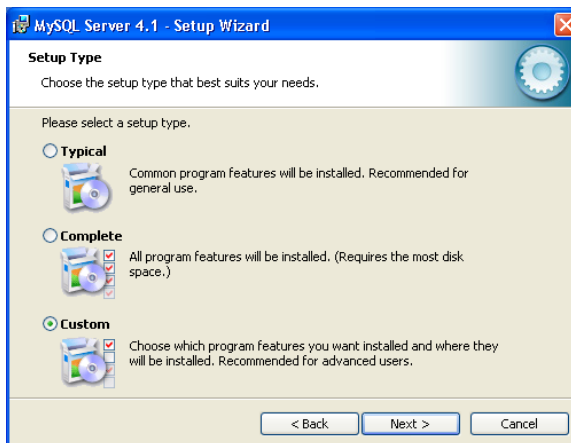 MySQL Server 4.1 - Setup Wizard
Setup Type
Choose the setup type that best suits your needs.
Please select a setup type.
Typical
Common program features will be installed. Recommended for
general use.
Complete
All program features will be installed. (Requires the most disk
space.)
Custom
Choose which program features you want installed and where they
will be installed. Recommended for advanced users.
< Back
Next >
Cancel